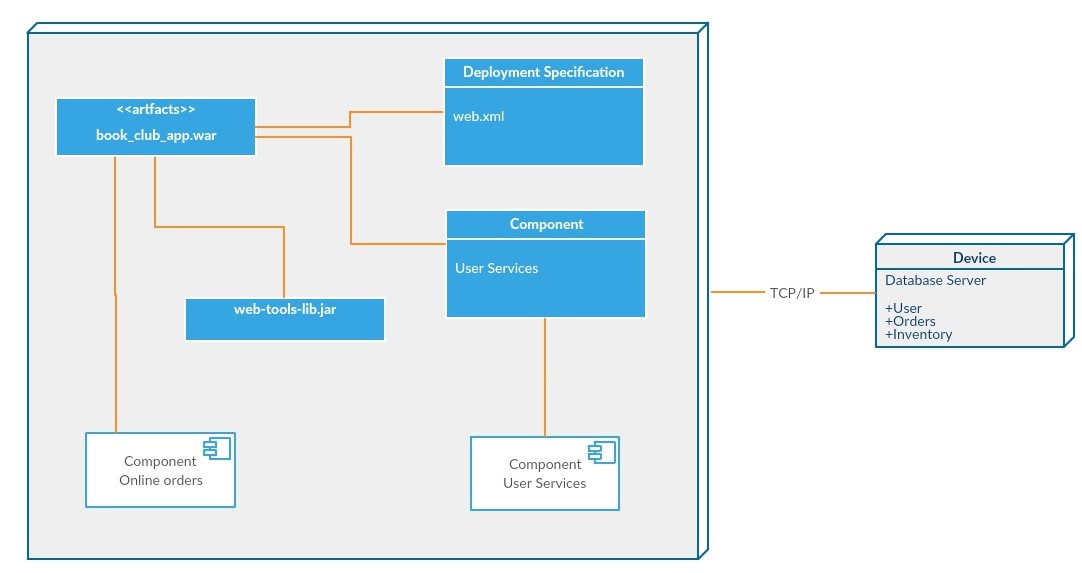 Deployment Specification
web.xml
<<artfacts>>
book_club_app.war
Component
User Services
web-tools-lib.jar
Component
Online orders
Component
User Services
TCP/IP
Device
Database Server
+User
+Orders
+Inventory